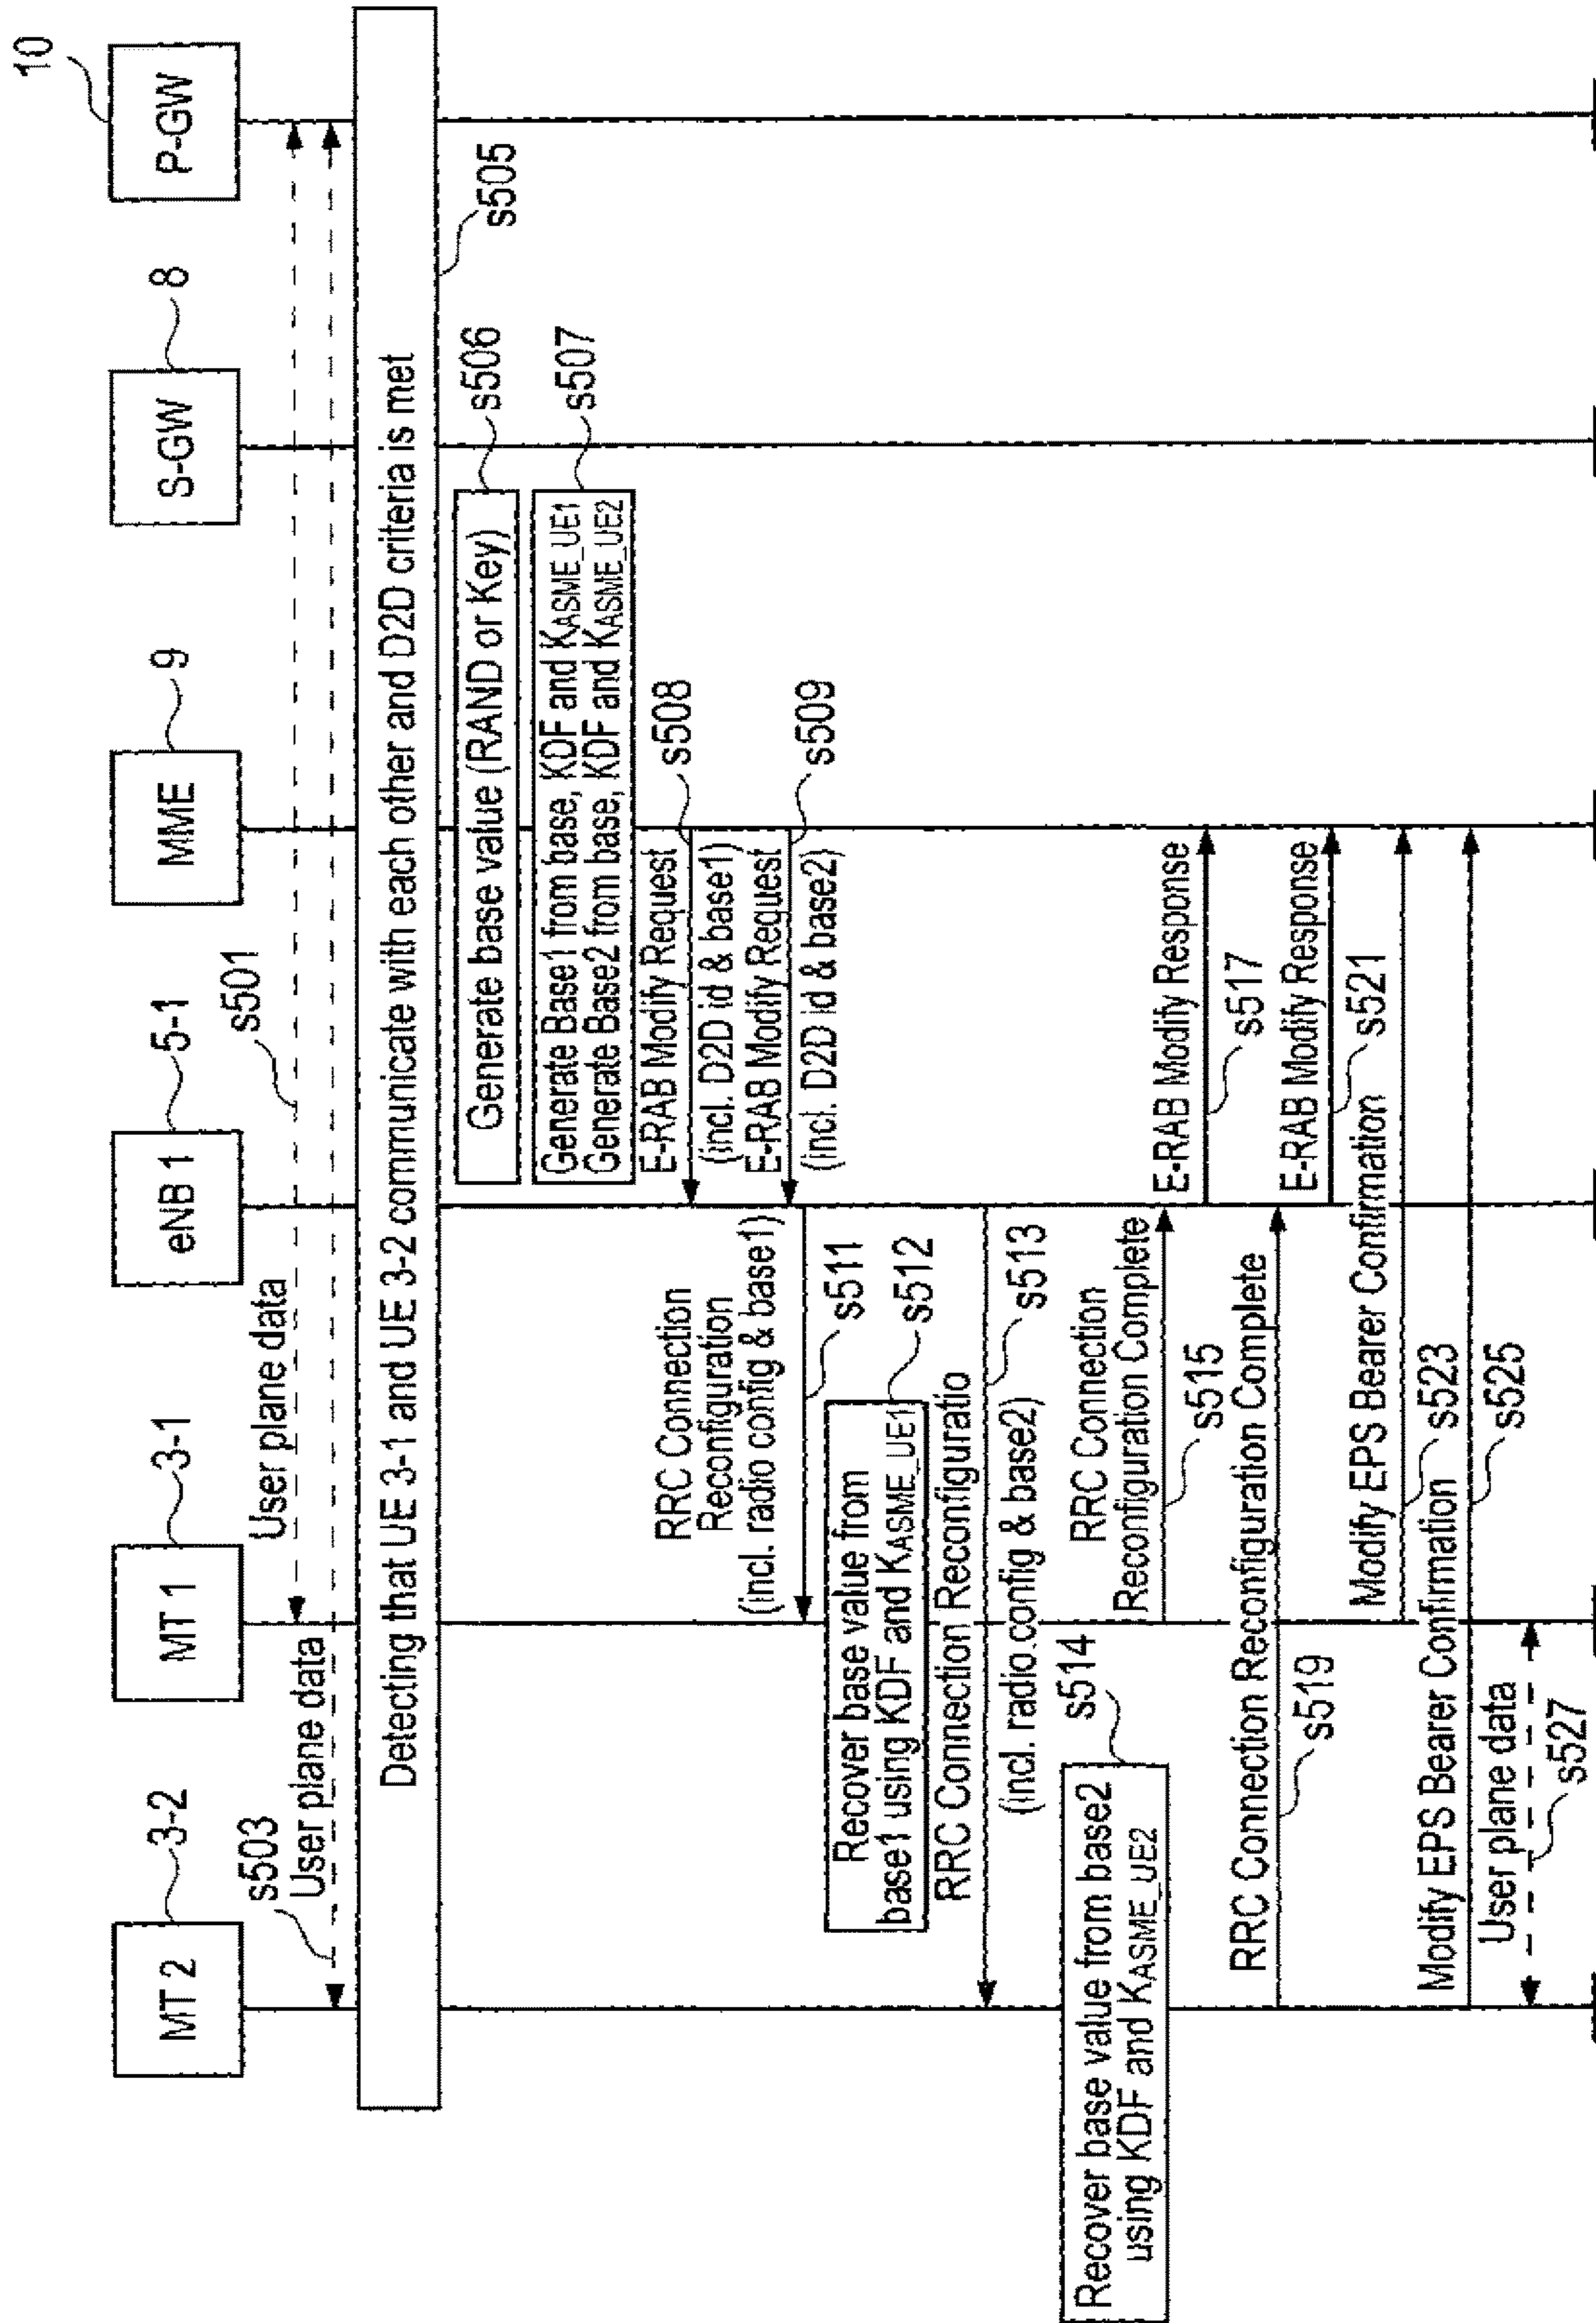 MT 2
3-2
MT 1
3-1
eNB 1
5-1
MME
9
S-GW
8
P-GW
10
User plane data
s501
s503
User plane data
Detecting that UE 3-1 and UE 3-2 communicate with each other and D2D criteria is met
s505
Generate base value (RAND or Key)
s506
Generate Base1 from base, KDF and KASME_UE1
Generate Base2 from base, KDF and KASME_UE2
s507
E-RAB Modify Request
s508
(incl. D2D id & base1)
E-RAB Modify Request
s509
(incl. D2D id & base2)
RRC Connection
Reconfiguration
(incl. radio config & base1)
s511
Recover base value from
base1 using KDF and KASME_UE1
s512
RRC Connection Reconfiguratio
s513
(incl. radio config & base2)
s514
Recover base value from base2
using KDF and KASME_UE2
RRC Connection
Reconfiguration Complete
s515
E-RAB Modify Response
s517
RRC Connection Reconfiguration Complete
s519
E-RAB Modify Response
s521
Modify EPS Bearer Confirmation
s523
Modify EPS Bearer Confirmation
s525
User plane data
s527